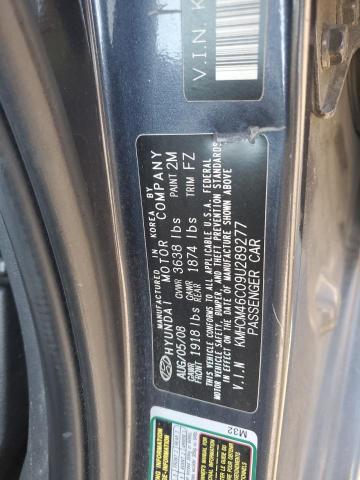 V.I.N. K
MANUFACTURED IN KOREA BY
HYUNDAI MOTOR COMPANY
AUG/05/08 GVWR 3638 lbs PAINT 2M
GAWR FRONT 1918 lbs GAWR REAR 1874 lbs TRIM FZ
THIS VEHICLE CONFORMS TO ALL APPLICABLE U.S.A. FEDERAL
MOTOR VEHICLE SAFETY, BUMPER, AND THEFT PREVENTION STANDARDS
IN EFFECT ON THE DATE OF MANUFACTURE SHOWN ABOVE
V.I.N KMHCM46C09U289277
PASSENGER CAR
M32